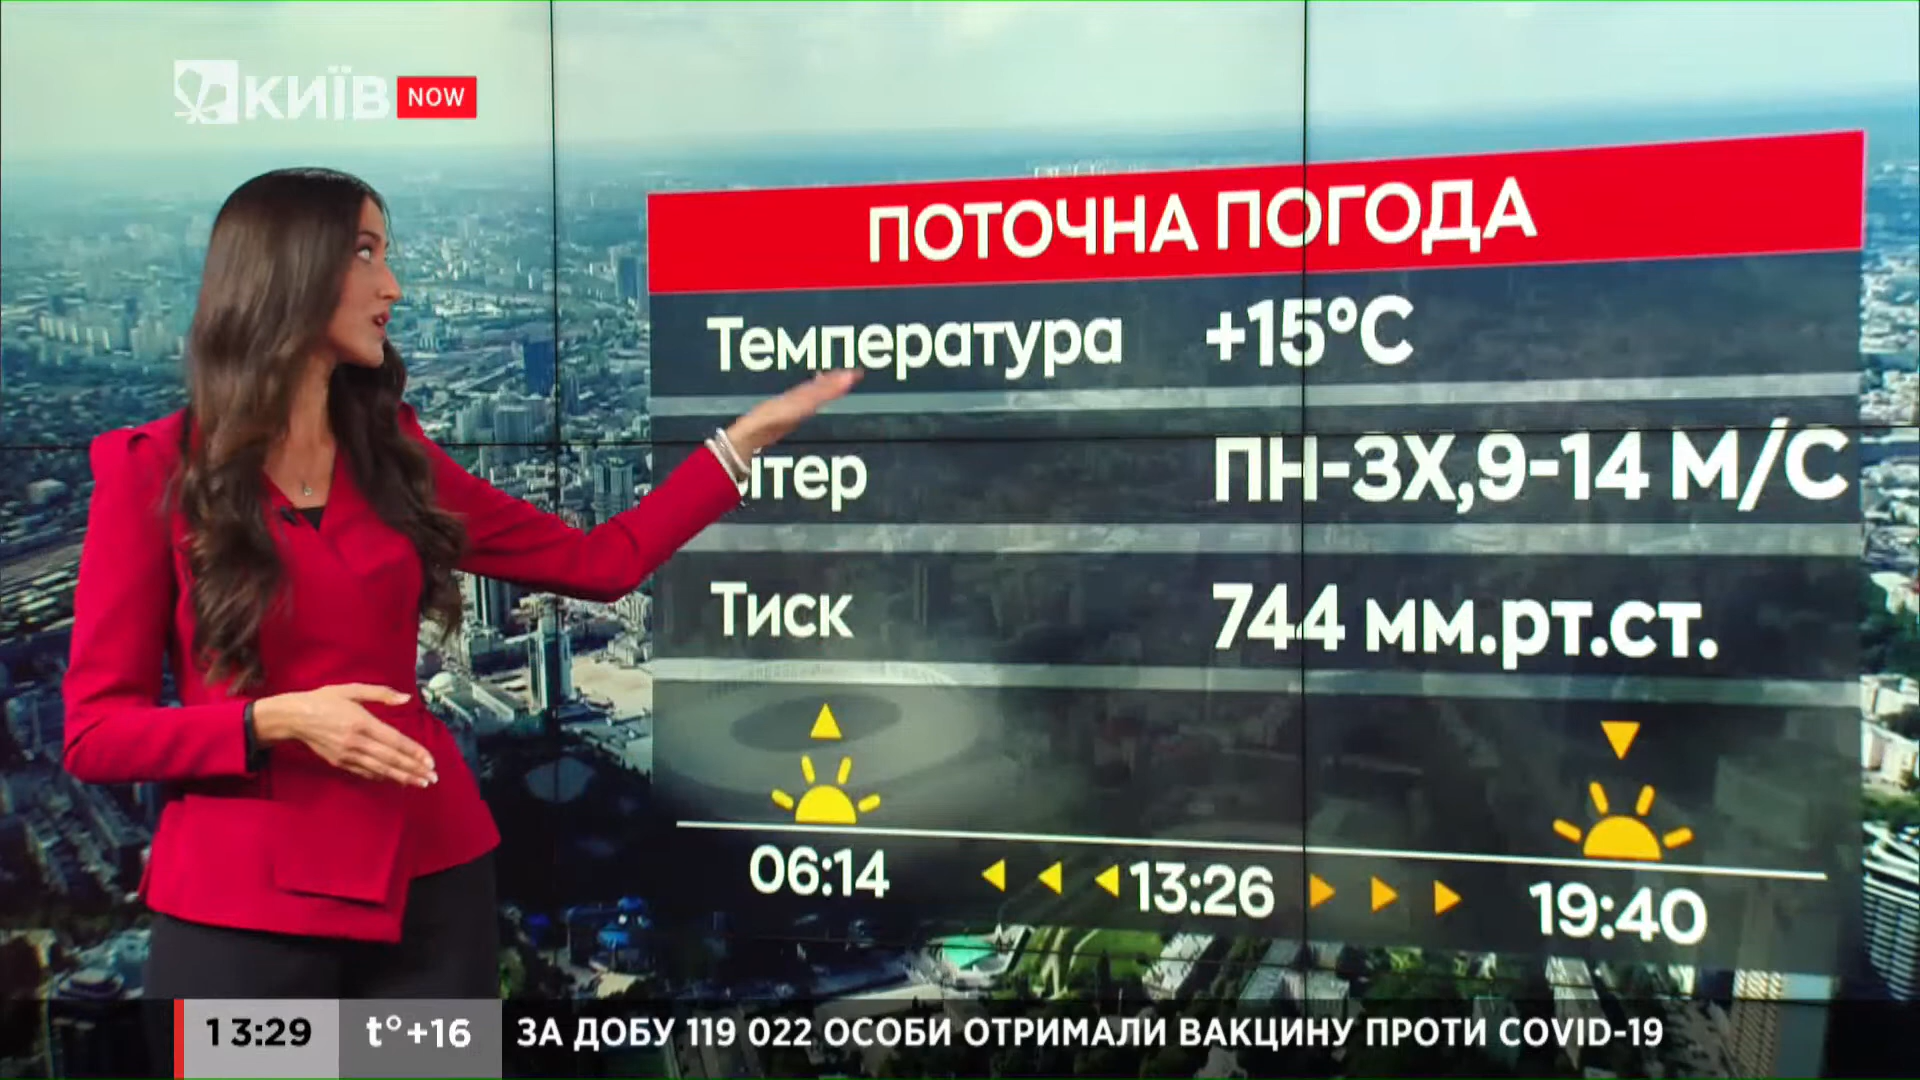 КИЇВ NOW
ПОТОЧНА ПОГОДА
Температура +15°C
ПН-ЗХ,9-14 М/С
Тиск 744 мм.рт.ст.
06:14 13:26 19:40
13:29 t°+16 ЗА ДОБУ 119 022 ОСОБИ ОТРИМАЛИ ВАКЦИНУ ПРОТИ COVID-19